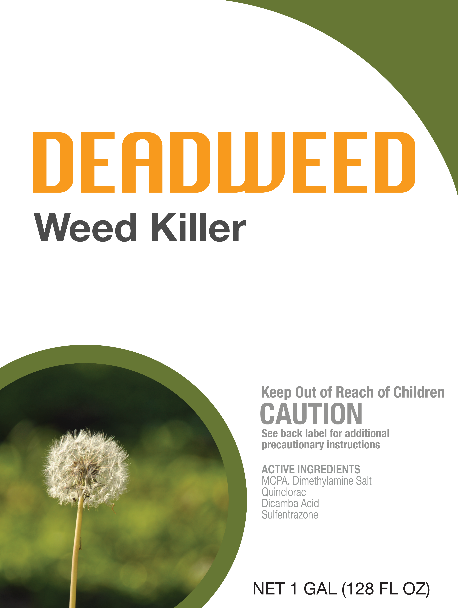 DEADWEED
Weed Killer
Keep Out of Reach of Children
CAUTION
See back label for additional
precautionary instructions
ACTIVE INGREDIENTS
MCPA, Dimethylamine Salt
Quinclorac
Dicamba Acid
Sulfentrazone
NET 1 GAL (128 FL OZ)